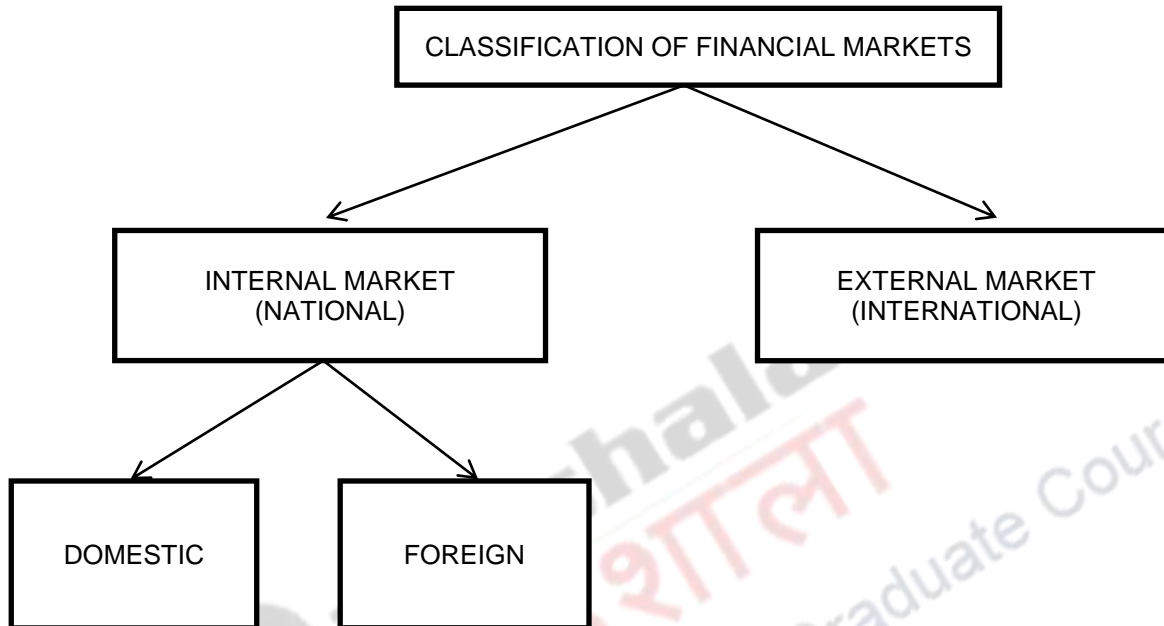 CLASSIFICATION OF FINANCIAL MARKETS
INTERNAL MARKET
(NATIONAL)
EXTERNAL MARKET
(INTERNATIONAL)
DOMESTIC
FOREIGN